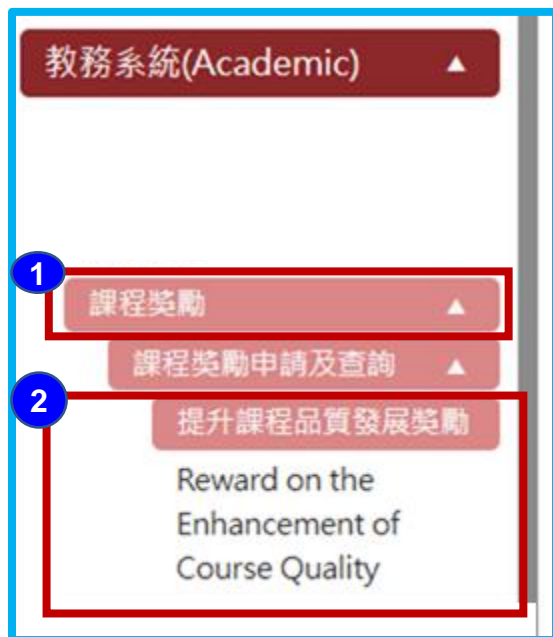 教務系統(Academic) ▲
1
課程獎勵 ▲
課程獎勵申請及查詢 ▲
2
提升課程品質發展獎勵
Reward on the
Enhancement of
Course Quality